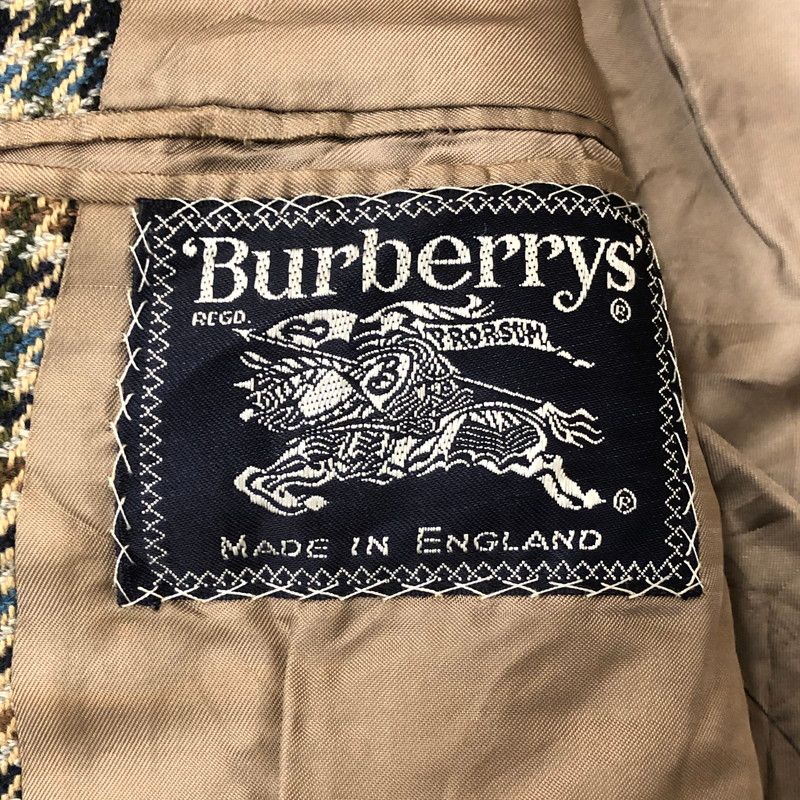 'Burberrys'
REGD. ®
PRORSUM
®
MADE IN ENGLAND